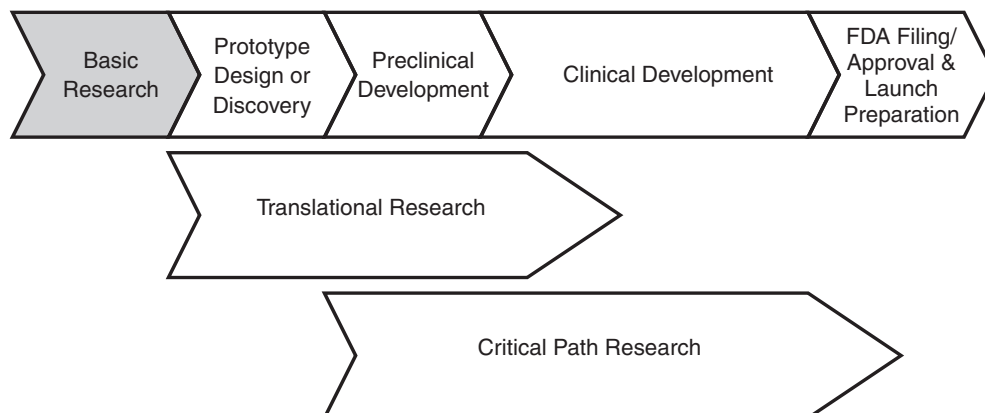 Basic
Research
Prototype
Design or
Discovery
Preclinical
Development
Clinical Development
FDA Filing/
Approval &
Launch
Preparation
Translational Research
Critical Path Research